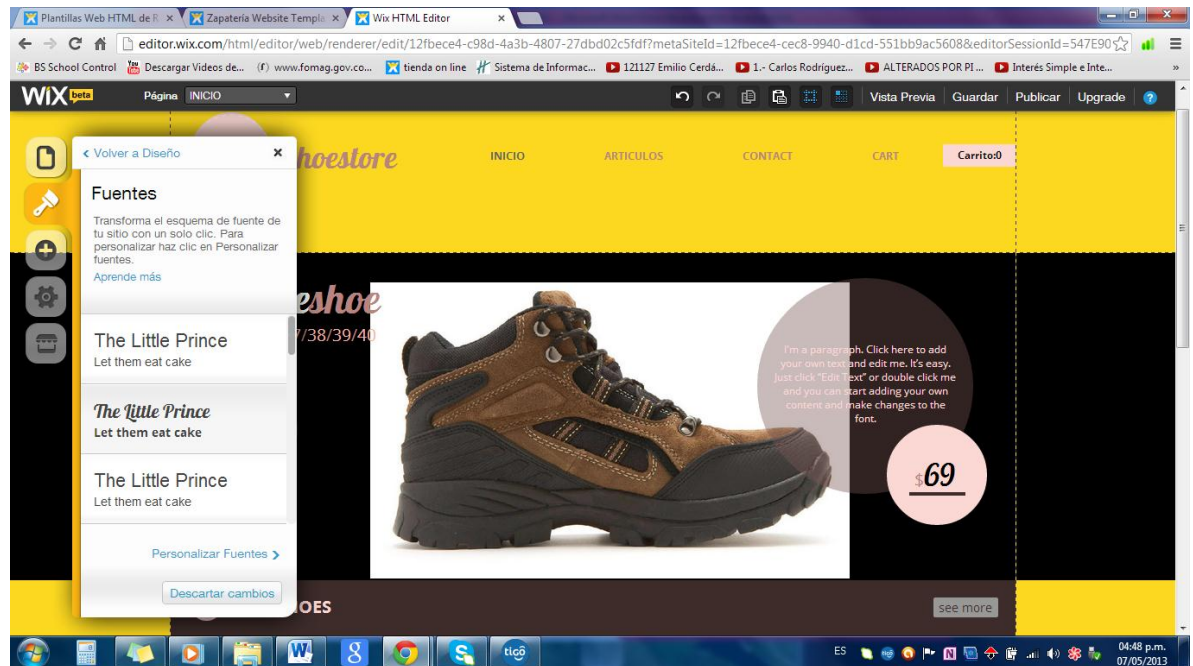 Plantillas Web HTML de R
Zapatería Website Templa
Wix HTML Editor
editor.wix.com/html/editor/web/renderer/edit/12fbece4-c98d-4a3b-4807-27dbd02c5fdf?metaSiteId=12fbece4-cec8-9940-d1cd-551bb9ac5608&editorSessionId=547E90
BS School Control
Descargar Videos de...
www.fomag.gov.co...
tienda on line
Sistema de Informac...
121127 Emilio Cerdá...
1.- Carlos Rodríguez...
ALTERADOS POR PI ...
Interés Simple e Inte...
»
WiX beta
Página
INICIO
Vista Previa
Guardar
Publicar
Upgrade
?
Volver a Diseño
Fuentes
Transforma el esquema de fuente de
tu sitio con un solo clic. Para
personalizar haz clic en Personalizar
fuentes.
Aprende más
The Little Prince
Let them eat cake
The Little Prince
Let them eat cake
The Little Prince
Let them eat cake
Personalizar Fuentes
Descartar cambios
hoestore
INICIO
ARTICULOS
CONTACT
CART
Carrito:0
eshoe
7/38/39/40
I'm a paragraph. Click here to add
your own text and edit me. It's easy.
Just click "Edit Text" or double click me
and you can start adding your own
content and make changes to the
font.
$69
OES
see more
tigo
ES
04:48 p.m.
07/05/2013